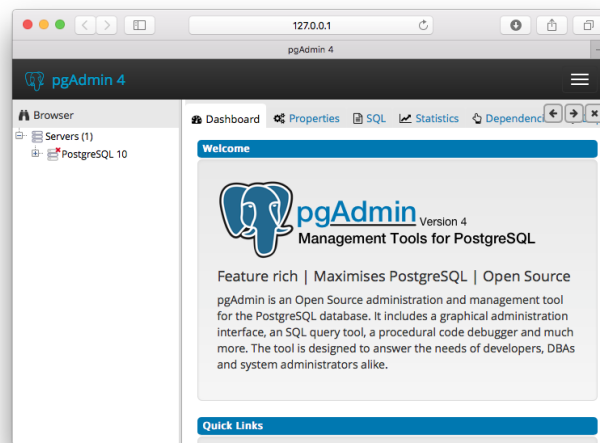 127.0.0.1
pgAdmin 4
pgAdmin 4
Browser
Servers (1)
PostgreSQL 10
Dashboard Properties SQL Statistics
Welcome
pgAdmin Version 4
Management Tools for PostgreSQL
Feature rich | Maximises PostgreSQL | Open Source
pgAdmin is an Open Source administration and management tool
for the PostgreSQL database. It includes a graphical administration
interface, an SQL query tool, a procedural code debugger and much
more. The tool is designed to answer the needs of developers, DBAs
and system administrators alike.
Quick Links